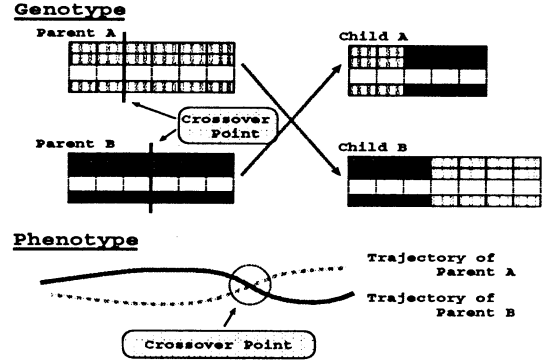 Genotype
Parent A
Child A
Crossover
Point
Parent B
Child B
Phenotype
Trajectory of
Parent A
Trajectory of
Parent B
Crossover Point